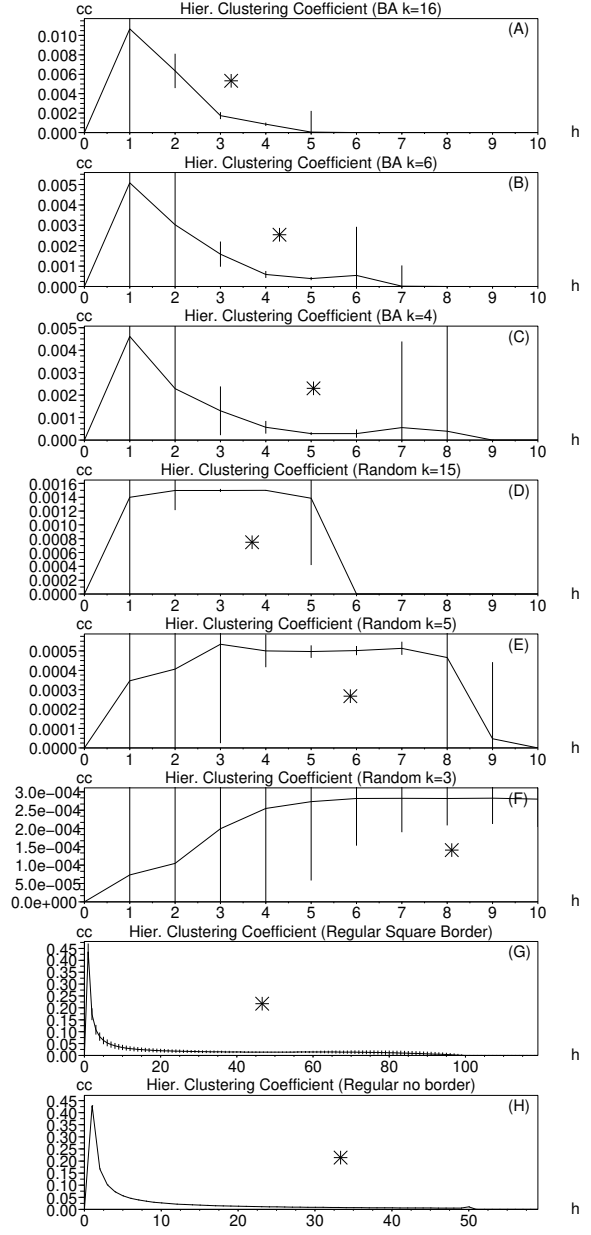 cc Hier. Clustering Coefficient (BA k=16)
(A)
0.010
0.008
0.006
0.004
0.002
0.000
0 1 2 3 4 5 6 7 8 9 10 h
cc Hier. Clustering Coefficient (BA k=6)
(B)
0.005
0.004
0.003
0.002
0.001
0.000
0 1 2 3 4 5 6 7 8 9 10 h
cc Hier. Clustering Coefficient (BA k=4)
(C)
0.005
0.004
0.003
0.002
0.001
0.000
0 1 2 3 4 5 6 7 8 9 10 h
cc Hier. Clustering Coefficient (Random k=15)
(D)
0.0016
0.0014
0.0012
0.0010
0.0008
0.0006
0.0004
0.0002
0.0000
0 1 2 3 4 5 6 7 8 9 10 h
cc Hier. Clustering Coefficient (Random k=5)
(E)
0.0005
0.0004
0.0003
0.0002
0.0001
0.0000
0 1 2 3 4 5 6 7 8 9 10 h
cc Hier. Clustering Coefficient (Random k=3)
(F)
3.0e−004
2.5e−004
2.0e−004
1.5e−004
1.0e−004
5.0e−005
0.0e+000
0 1 2 3 4 5 6 7 8 9 10 h
cc Hier. Clustering Coefficient (Regular Square Border)
(G)
0.45
0.40
0.35
0.30
0.25
0.20
0.15
0.10
0.05
0.00
0 20 40 60 80 100 h
cc Hier. Clustering Coefficient (Regular no border)
(H)
0.45
0.40
0.35
0.30
0.25
0.20
0.15
0.10
0.05
0.00
0 10 20 30 40 50 h